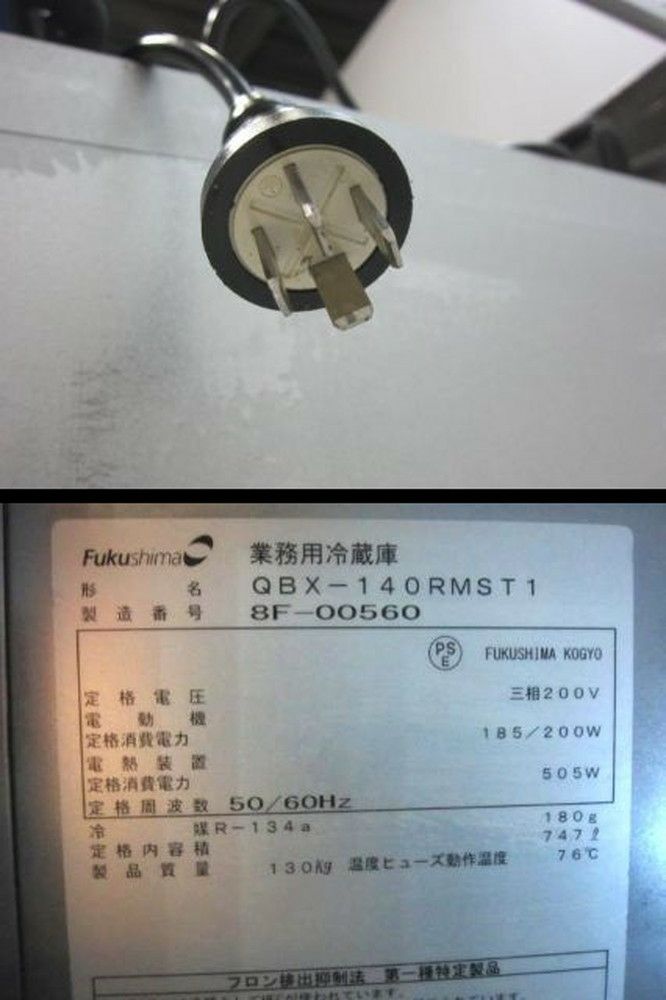 Fukushima 業務用冷蔵庫
形名 QBX-140RMST1
製造番号 8F-00560
PSE FUKUSHIMA KOGYO
定格電圧 三相200V
電動機
定格消費電力 185/200W
電熱装置
定格消費電力 505W
定格周波数 50/60Hz
冷媒 R-134a 180g
定格内容積 747ℓ
製品質量 130kg 温度ヒューズ動作温度 76℃
フロン排出抑制法 第一種特定製品